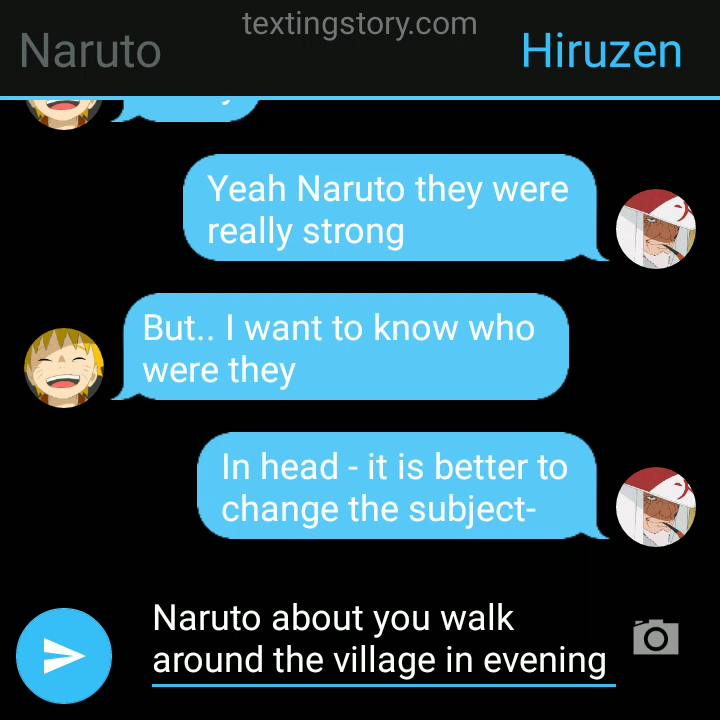 textingstory.com
Naruto
Hiruzen
Yeah Naruto they were
really strong
But.. I want to know who
were they
In head - it is better to
change the subject-
Naruto about you walk
around the village in evening